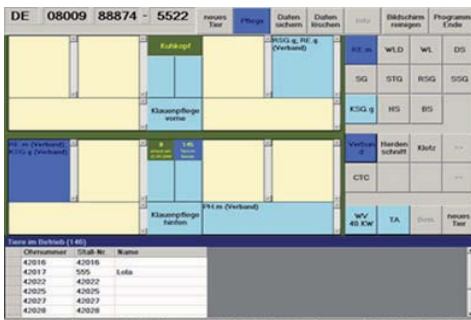 DE 08009 88874 - 5522 neues Tier Pflege Daten sichern Daten löschen Bildschirm reinigen Programm Ende
Kuhkopf
RSG.g, RE.g (Verband)
Klauenpflege vorne
RE.m WLD WL DS
SG STG RSG SSG
KSG.g HS BS
RE.m (Verband)
KSG.g (Verband)
8 145
Klauenpflege hinten
PH.m (Verband)
Verband Herdenschnitt Klotz
CTC
WV 40 KW TA neues Tier
Tiere im Betrieb (146)
Ohrnummer Stall-Nr. Name
42016 42016
42017 555 Lola
42022 42022
42025 42025
42027 42027
42028 42028